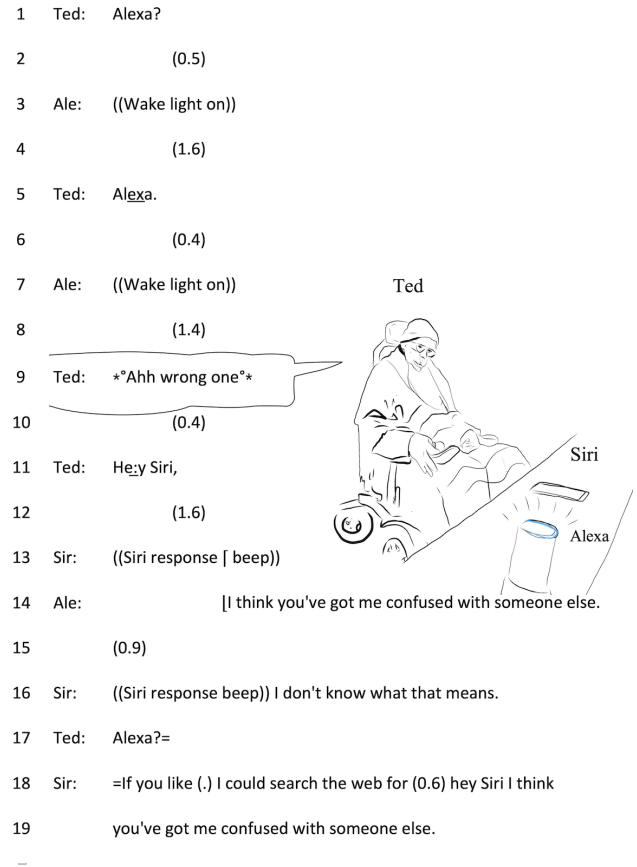 1 Ted: Alexa?
2 (0.5)
3 Ale: ((Wake light on))
4 (1.6)
5 Ted: Alexa.
6 (0.4)
7 Ale: ((Wake light on))
Ted
8 (1.4)
9 Ted: *°Ahh wrong one°*
10 (0.4)
11 Ted: He:y Siri,
Siri
12 (1.6)
Alexa
13 Sir: ((Siri response ⌈ beep))
14 Ale: ⌊I think you've got me confused with someone else.
15 (0.9)
16 Sir: ((Siri response beep)) I don't know what that means.
17 Ted: Alexa?=
18 Sir: =If you like (.) I could search the web for (0.6) hey Siri I think
19 you've got me confused with someone else.